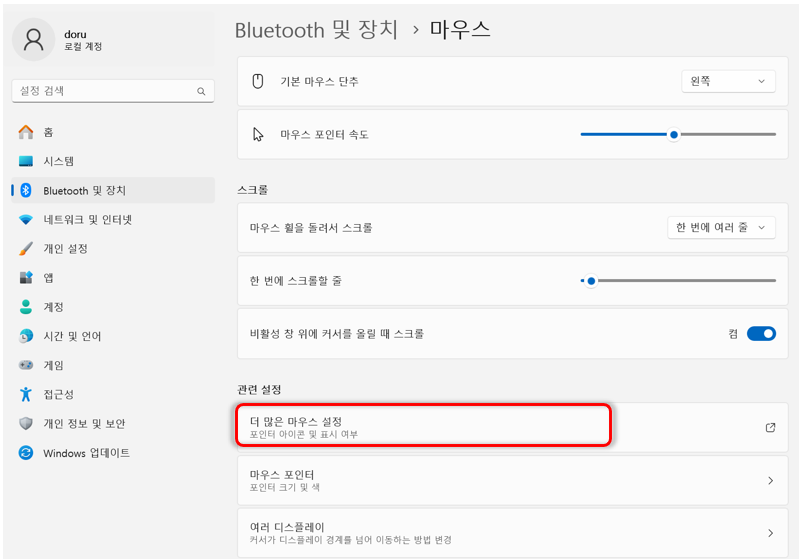 doru
로컬 계정
설정 검색
홈
시스템
Bluetooth 및 장치
네트워크 및 인터넷
개인 설정
앱
계정
시간 및 언어
게임
접근성
개인 정보 및 보안
Windows 업데이트
Bluetooth 및 장치 › 마우스
기본 마우스 단추 왼쪽
마우스 포인터 속도
스크롤
마우스 휠을 돌려서 스크롤 한 번에 여러 줄
한 번에 스크롤할 줄
비활성 창 위에 커서를 올릴 때 스크롤 켬
관련 설정
더 많은 마우스 설정
포인터 아이콘 및 표시 여부
마우스 포인터
포인터 크기 및 색
여러 디스플레이
커서가 디스플레이 경계를 넘어 이동하는 방법 변경